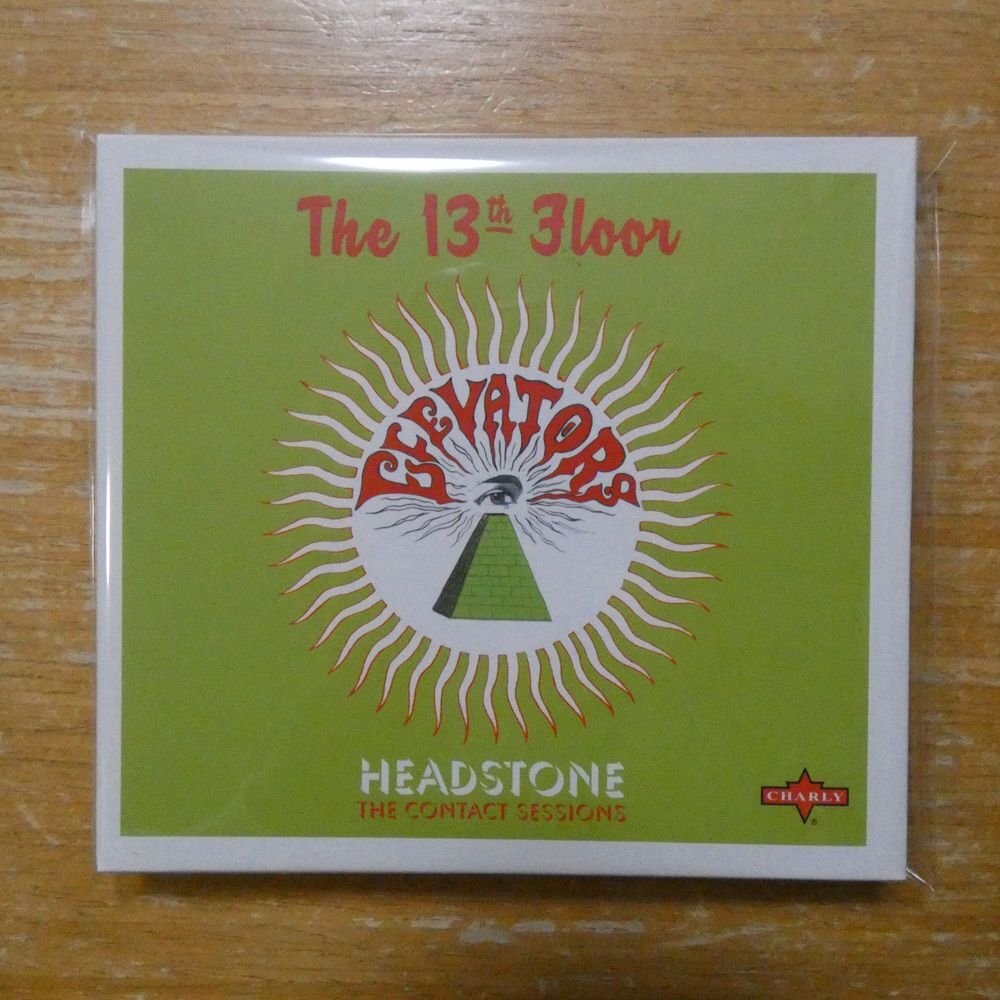 The 13th Floor
ELEVATORS
HEADSTONE
THE CONTACT SESSIONS
CHARLY
®